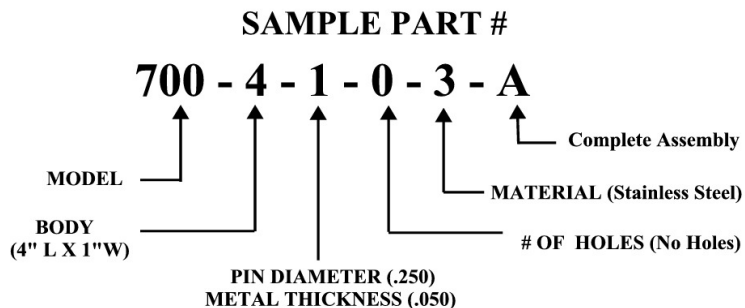 SAMPLE PART #
700 - 4 - 1 - 0 - 3 - A
Complete Assembly
MODEL
MATERIAL (Stainless Steel)
BODY
(4" L X 1"W)
# OF HOLES (No Holes)
PIN DIAMETER (.250)
METAL THICKNESS (.050)